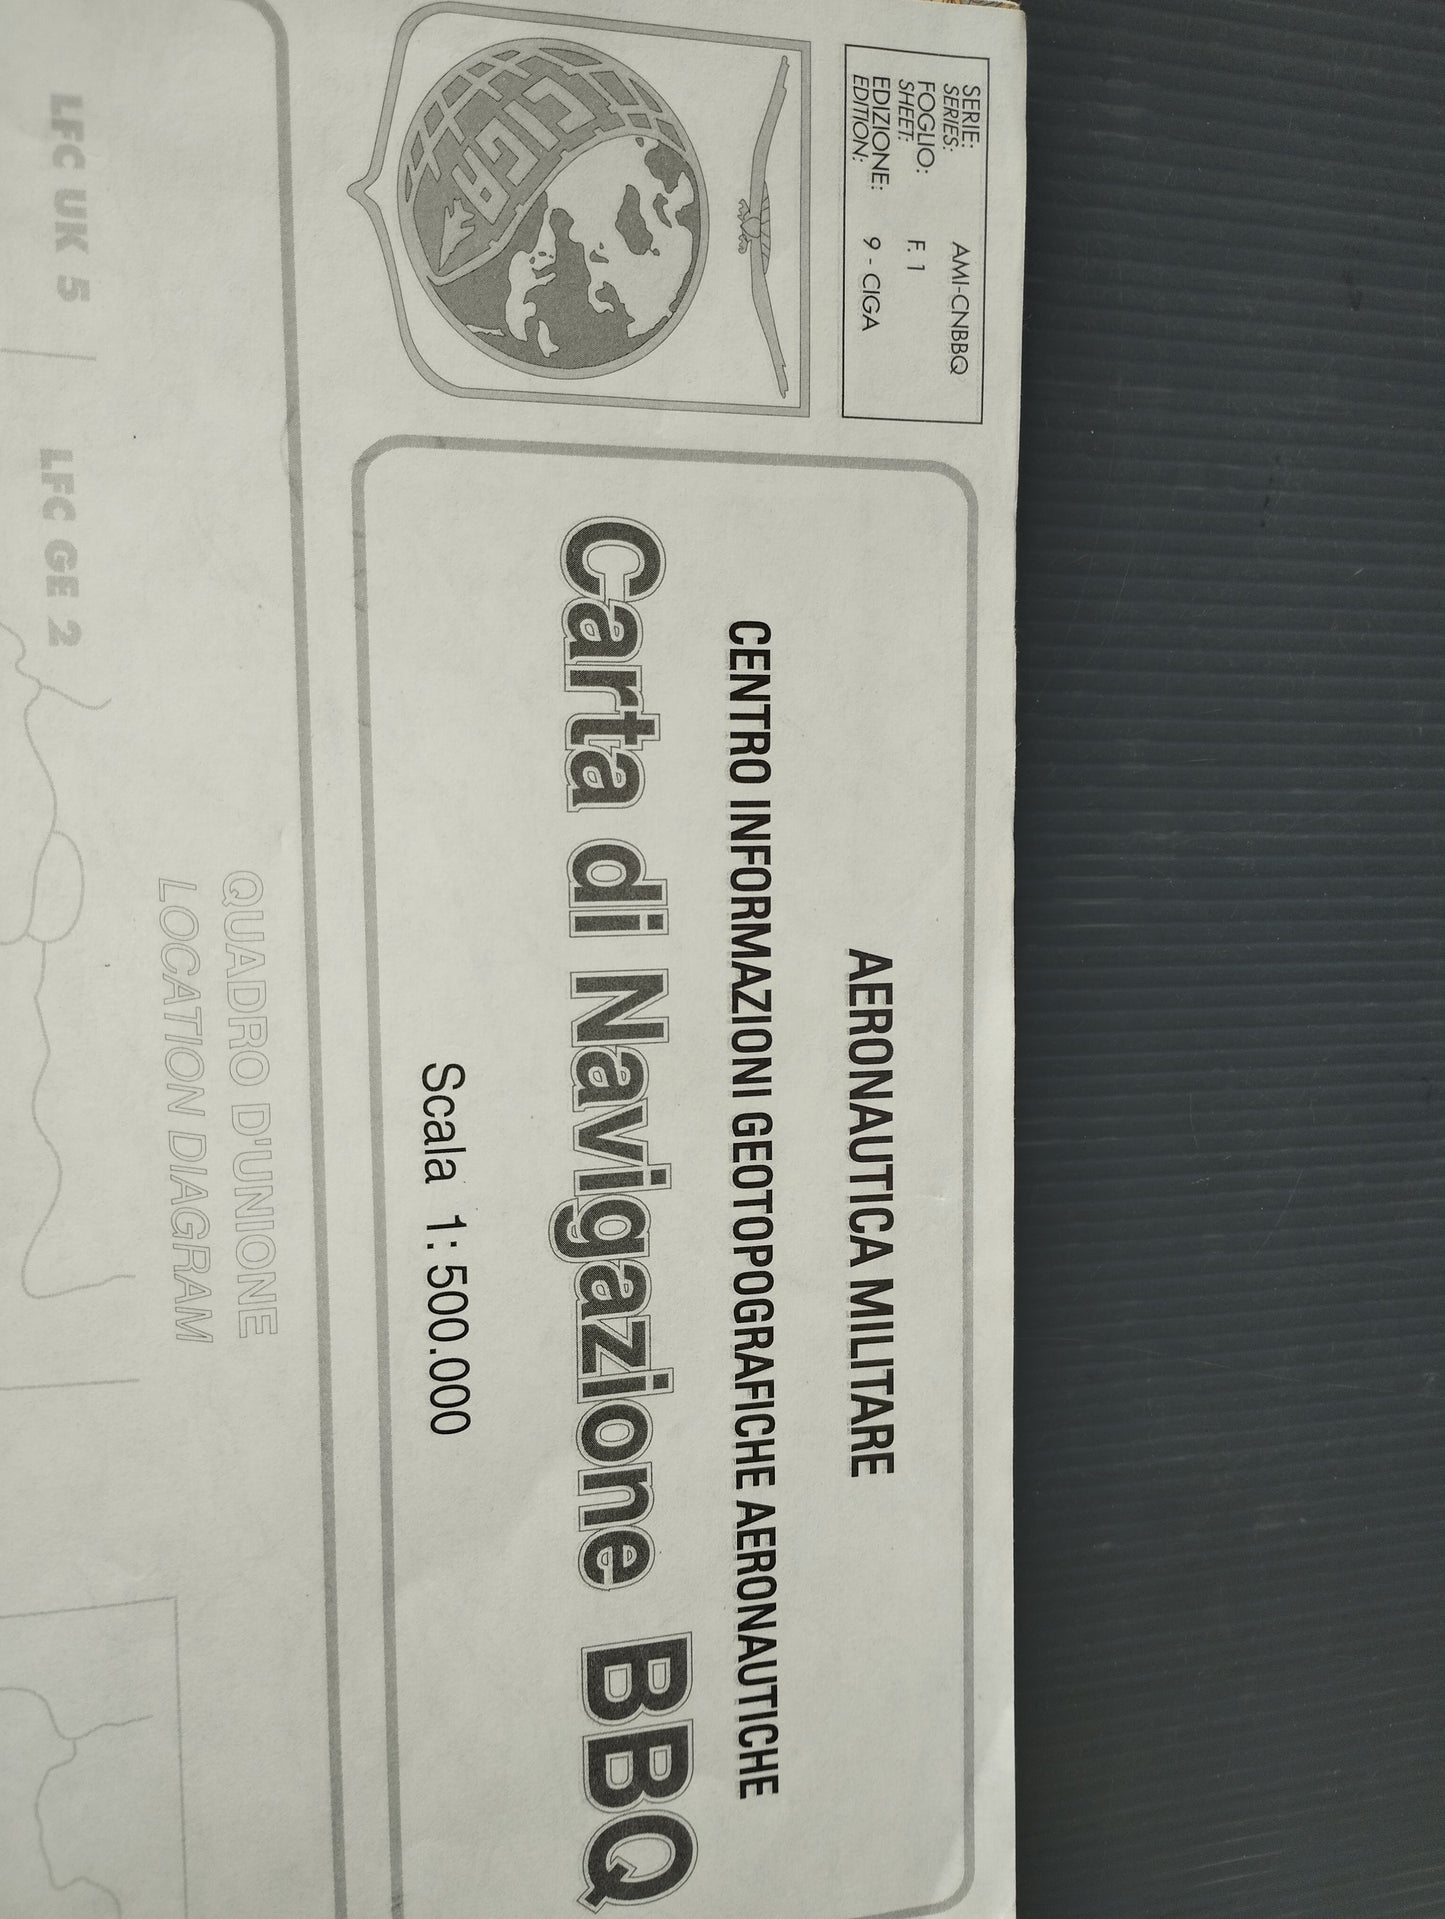 SERIE:
SERIES: AMI-CNBBQ
FOGLIO:
SHEET: F. 1
EDIZIONE:
EDITION: 9 - CIGA
CIGA
AERONAUTICA MILITARE
CENTRO INFORMAZIONI GEOTOPOGRAFICHE AERONAUTICHE
Carta di Navigazione BBQ
Scala 1: 500.000
QUADRO D'UNIONE
LOCATION DIAGRAM
LFC UK 5
LFC GE 2